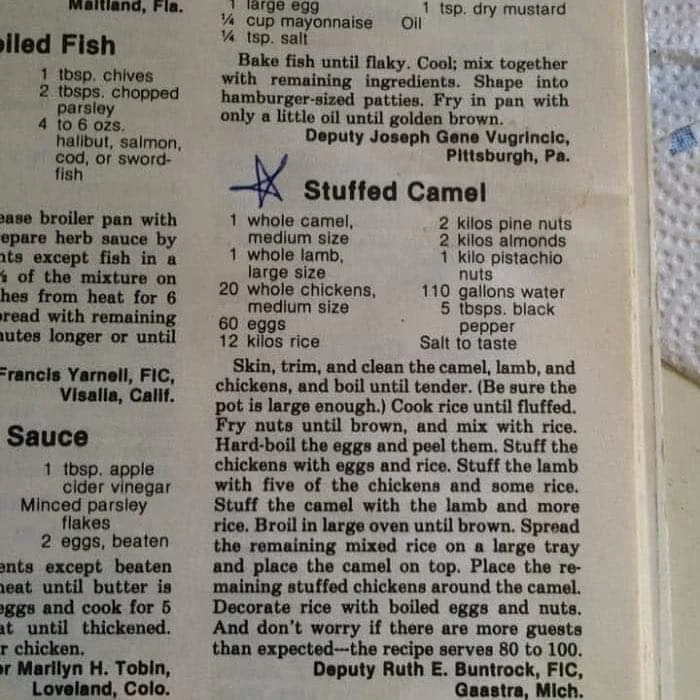 Maitland, Fla.
oiled Fish
1 tbsp. chives
2 tbsps. chopped
parsley
4 to 6 ozs.
halibut, salmon,
cod, or sword-
fish
ease broiler pan with
epare herb sauce by
nts except fish in a
of the mixture on
hes from heat for 6
pread with remaining
nutes longer or until
Francis Yarnell, FIC,
Visalia, Calif.
Sauce
1 tbsp. apple
cider vinegar
Minced parsley
flakes
2 eggs, beaten
ents except beaten
heat until butter is
eggs and cook for 5
at until thickened.
r chicken.
or Marilyn H. Tobin,
Loveland, Colo.
1 large egg
¼ cup mayonnaise
¼ tsp. salt
1 tsp. dry mustard
Oil
Bake fish until flaky. Cool; mix together
with remaining ingredients. Shape into
hamburger-sized patties. Fry in pan with
only a little oil until golden brown.
Deputy Joseph Gene Vugrincic,
Pittsburgh, Pa.
Stuffed Camel
1 whole camel,
medium size
1 whole lamb,
large size
20 whole chickens,
medium size
60 eggs
12 kilos rice
2 kilos pine nuts
2 kilos almonds
1 kilo pistachio
nuts
110 gallons water
5 tbsps. black
pepper
Salt to taste
Skin, trim, and clean the camel, lamb, and
chickens, and boil until tender. (Be sure the
pot is large enough.) Cook rice until fluffed.
Fry nuts until brown, and mix with rice.
Hard-boil the eggs and peel them. Stuff the
chickens with eggs and rice. Stuff the lamb
with five of the chickens and some rice.
Stuff the camel with the lamb and more
rice. Broil in large oven until brown. Spread
the remaining mixed rice on a large tray
and place the camel on top. Place the re-
maining stuffed chickens around the camel.
Decorate rice with boiled eggs and nuts.
And don't worry if there are more guests
than expected---the recipe serves 80 to 100.
Deputy Ruth E. Buntrock, FIC,
Gaastra, Mich.